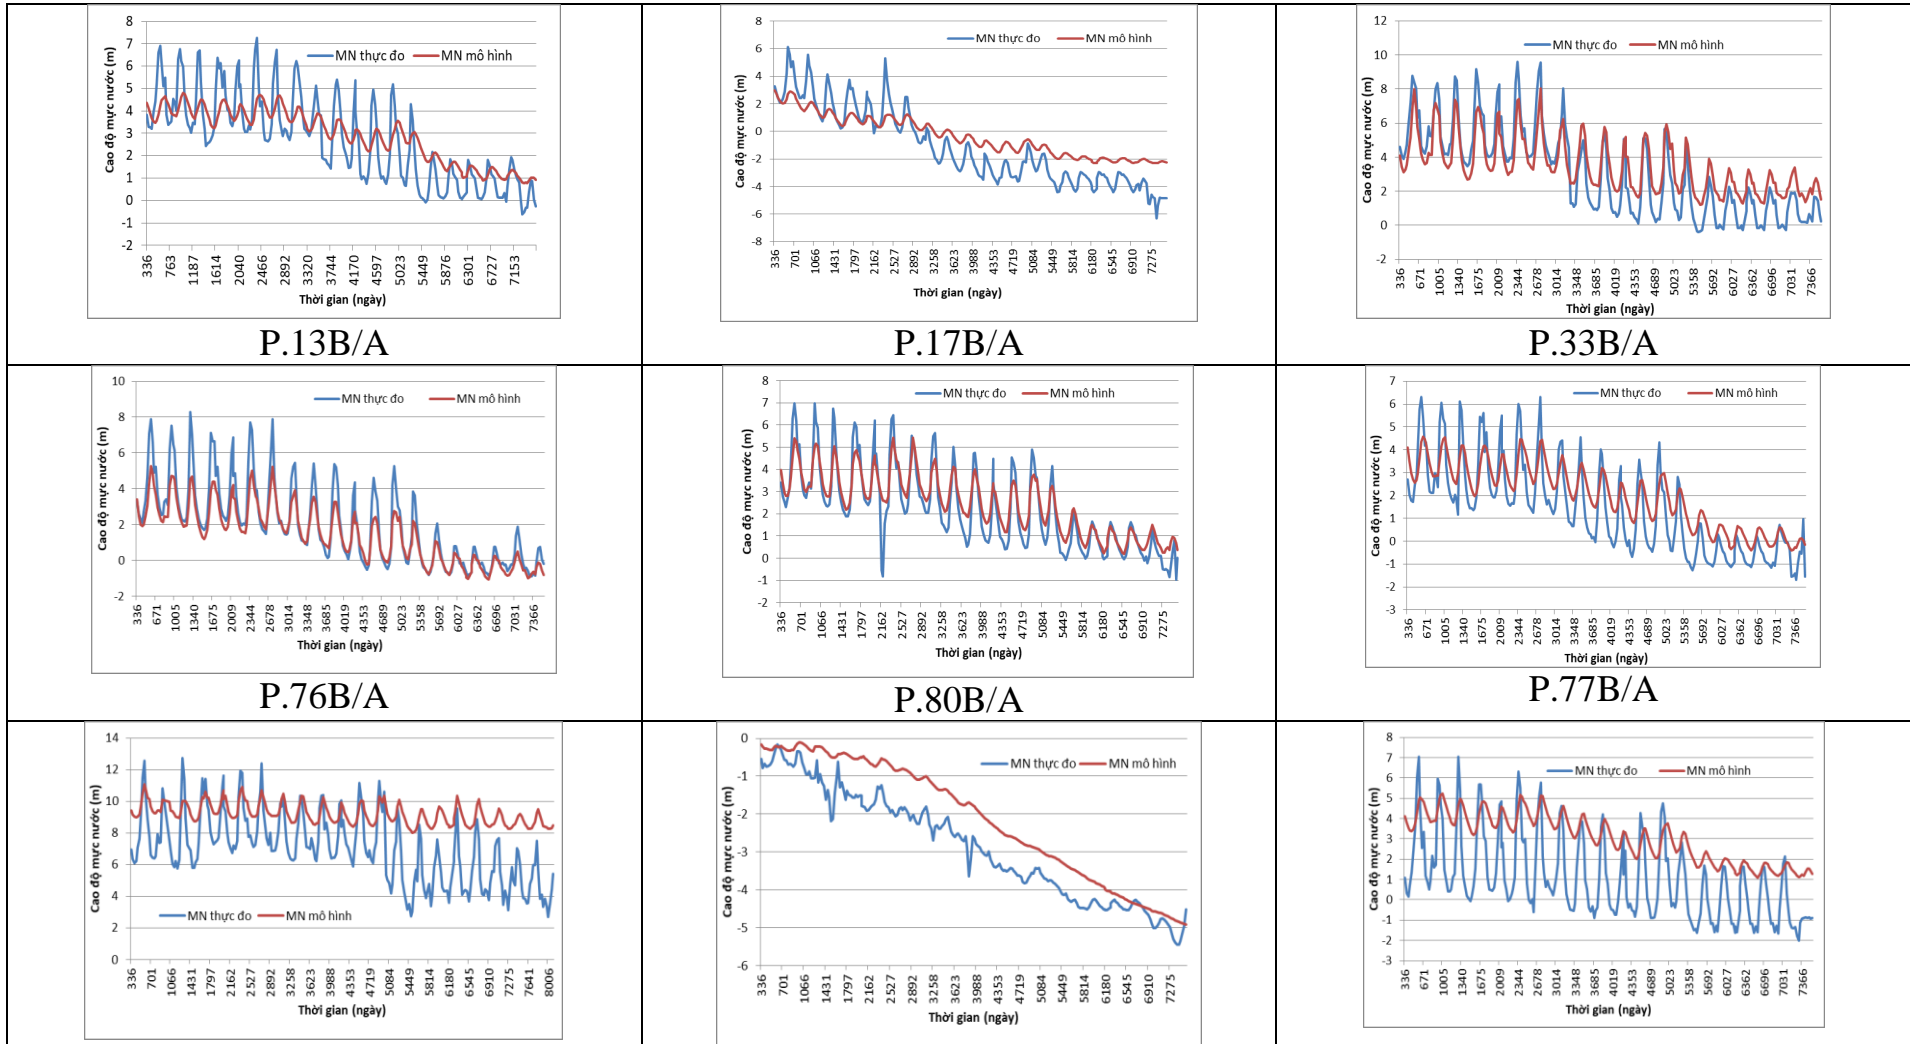 8
7
6
5
4
3
2
1
0
-1
-2
Cao độ mực nước (m)
MN thực đo MN mô hình
336 763 1187 1614 2040 2466 2892 3320 3744 4170 4597 5023 5449 5876 6301 6727 7153
Thời gian (ngày)
P.13B/A
8
6
4
2
0
-2
-4
-6
-8
Cao độ mực nước (m)
MN thực đo MN mô hình
336 701 1066 1431 1797 2162 2527 2892 3258 3623 3988 4353 4719 5084 5449 5814 6180 6545 6910 7275
Thời gian (ngày)
P.17B/A
12
10
8
6
4
2
0
-2
Cao độ mực nước (m)
MN thực đo MN mô hình
336 671 1005 1340 1675 2009 2344 2678 3014 3348 3685 4019 4353 4689 5023 5358 5692 6027 6362 6696 7031 7366
Thời gian (ngày)
P.33B/A
10
8
6
4
2
0
-2
Cao độ mực nước (m)
MN thực đo MN mô hình
336 671 1005 1340 1675 2009 2344 2678 3014 3348 3685 4019 4353 4689 5023 5358 5692 6027 6362 6696 7031 7366
Thời gian (ngày)
P.76B/A
8
7
6
5
4
3
2
1
0
-1
-2
Cao độ mực nước (m)
MN thực đo MN mô hình
336 701 1066 1431 1797 2162 2527 2892 3258 3623 3988 4353 4719 5084 5449 5814 6180 6545 6910 7275
Thời gian (ngày)
P.80B/A
7
6
5
4
3
2
1
0
-1
-2
-3
Cao độ mực nước (m)
MN thực đo MN mô hình
336 671 1005 1340 1675 2009 2344 2678 3014 3348 3685 4019 4353 4689 5023 5358 5692 6027 6362 6696 7031 7366
Thời gian (ngày)
P.77B/A
14
12
10
8
6
4
2
0
Cao độ mực nước (m)
MN thực đo MN mô hình
336 701 1066 1431 1797 2162 2527 2892 3258 3623 3988 4353 4719 5084 5449 5814 6180 6545 6910 7275 7641 8006
Thời gian (ngày)
0
-1
-2
-3
-4
-5
-6
Cao độ mực nước (m)
MN thực đo MN mô hình
336 701 1066 1431 1797 2162 2527 2892 3258 3623 3988 4353 4719 5084 5449 5814 6180 6545 6910 7275
Thời gian (ngày)
8
7
6
5
4
3
2
1
0
-1
-2
-3
Cao độ mực nước (m)
MN thực đo MN mô hình
336 671 1005 1340 1675 2009 2344 2678 3014 3348 3685 4019 4353 4689 5023 5358 5692 6027 6362 6696 7031 7366
Thời gian (ngày)